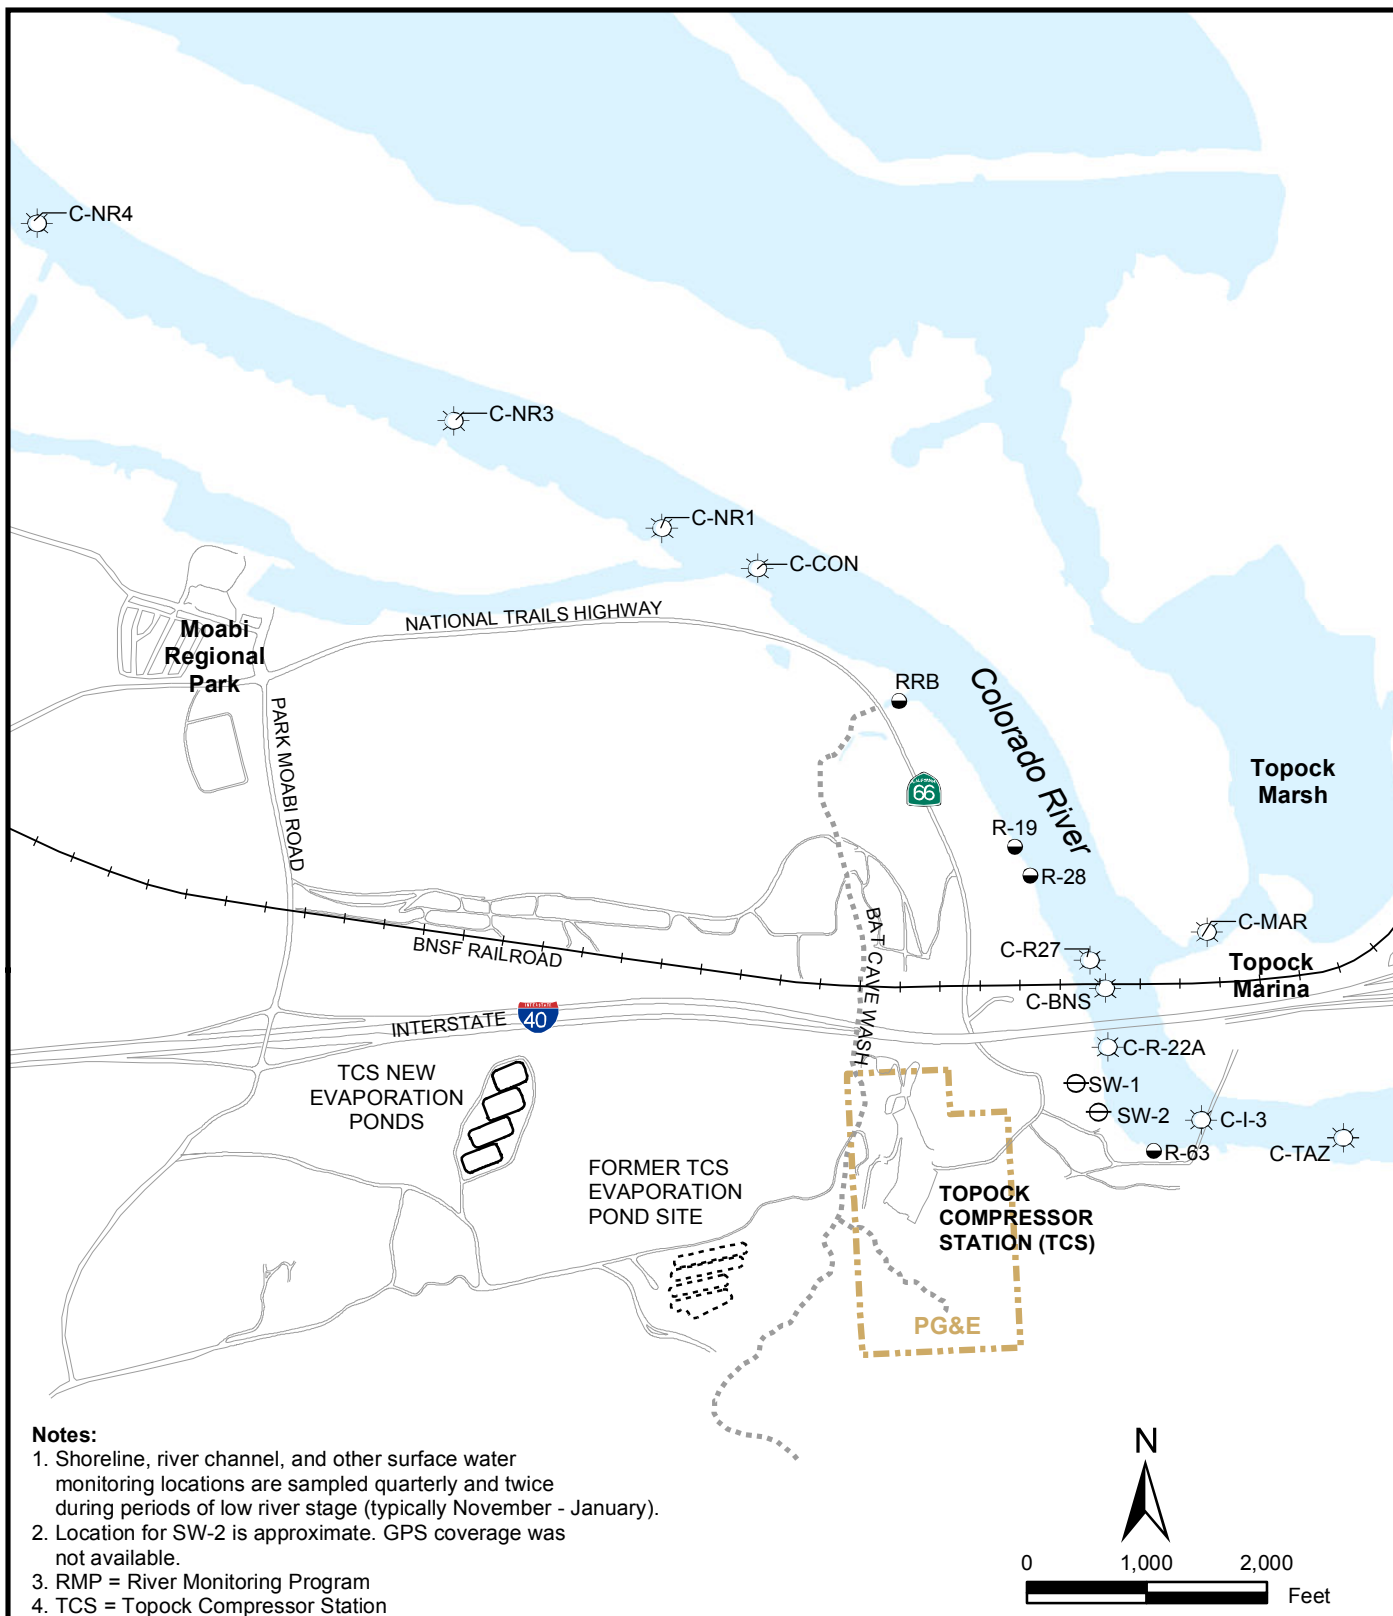 C-NR4
C-NR3
C-NR1
C-CON
NATIONAL TRAILS HIGHWAY
Moabi
Regional
Park
RRB
Colorado River
PARK MOABI ROAD
CALIFORNIA
66
Topock
Marsh
R-19
R-28
C-MAR
BAT CAVE WASH
BNSF RAILROAD
C-R27
Topock
Marina
C-BNS
INTERSTATE
INTERSTATE
40
C-R-22A
TCS NEW
EVAPORATION
PONDS
SW-1
SW-2
C-I-3
R-63
C-TAZ
FORMER TCS
EVAPORATION
POND SITE
TOPOCK
COMPRESSOR
STATION (TCS)
PG&E
Notes:
1. Shoreline, river channel, and other surface water
monitoring locations are sampled quarterly and twice
during periods of low river stage (typically November - January).
2. Location for SW-2 is approximate. GPS coverage was
not available.
3. RMP = River Monitoring Program
4. TCS = Topock Compressor Station
N
0 1,000 2,000
Feet